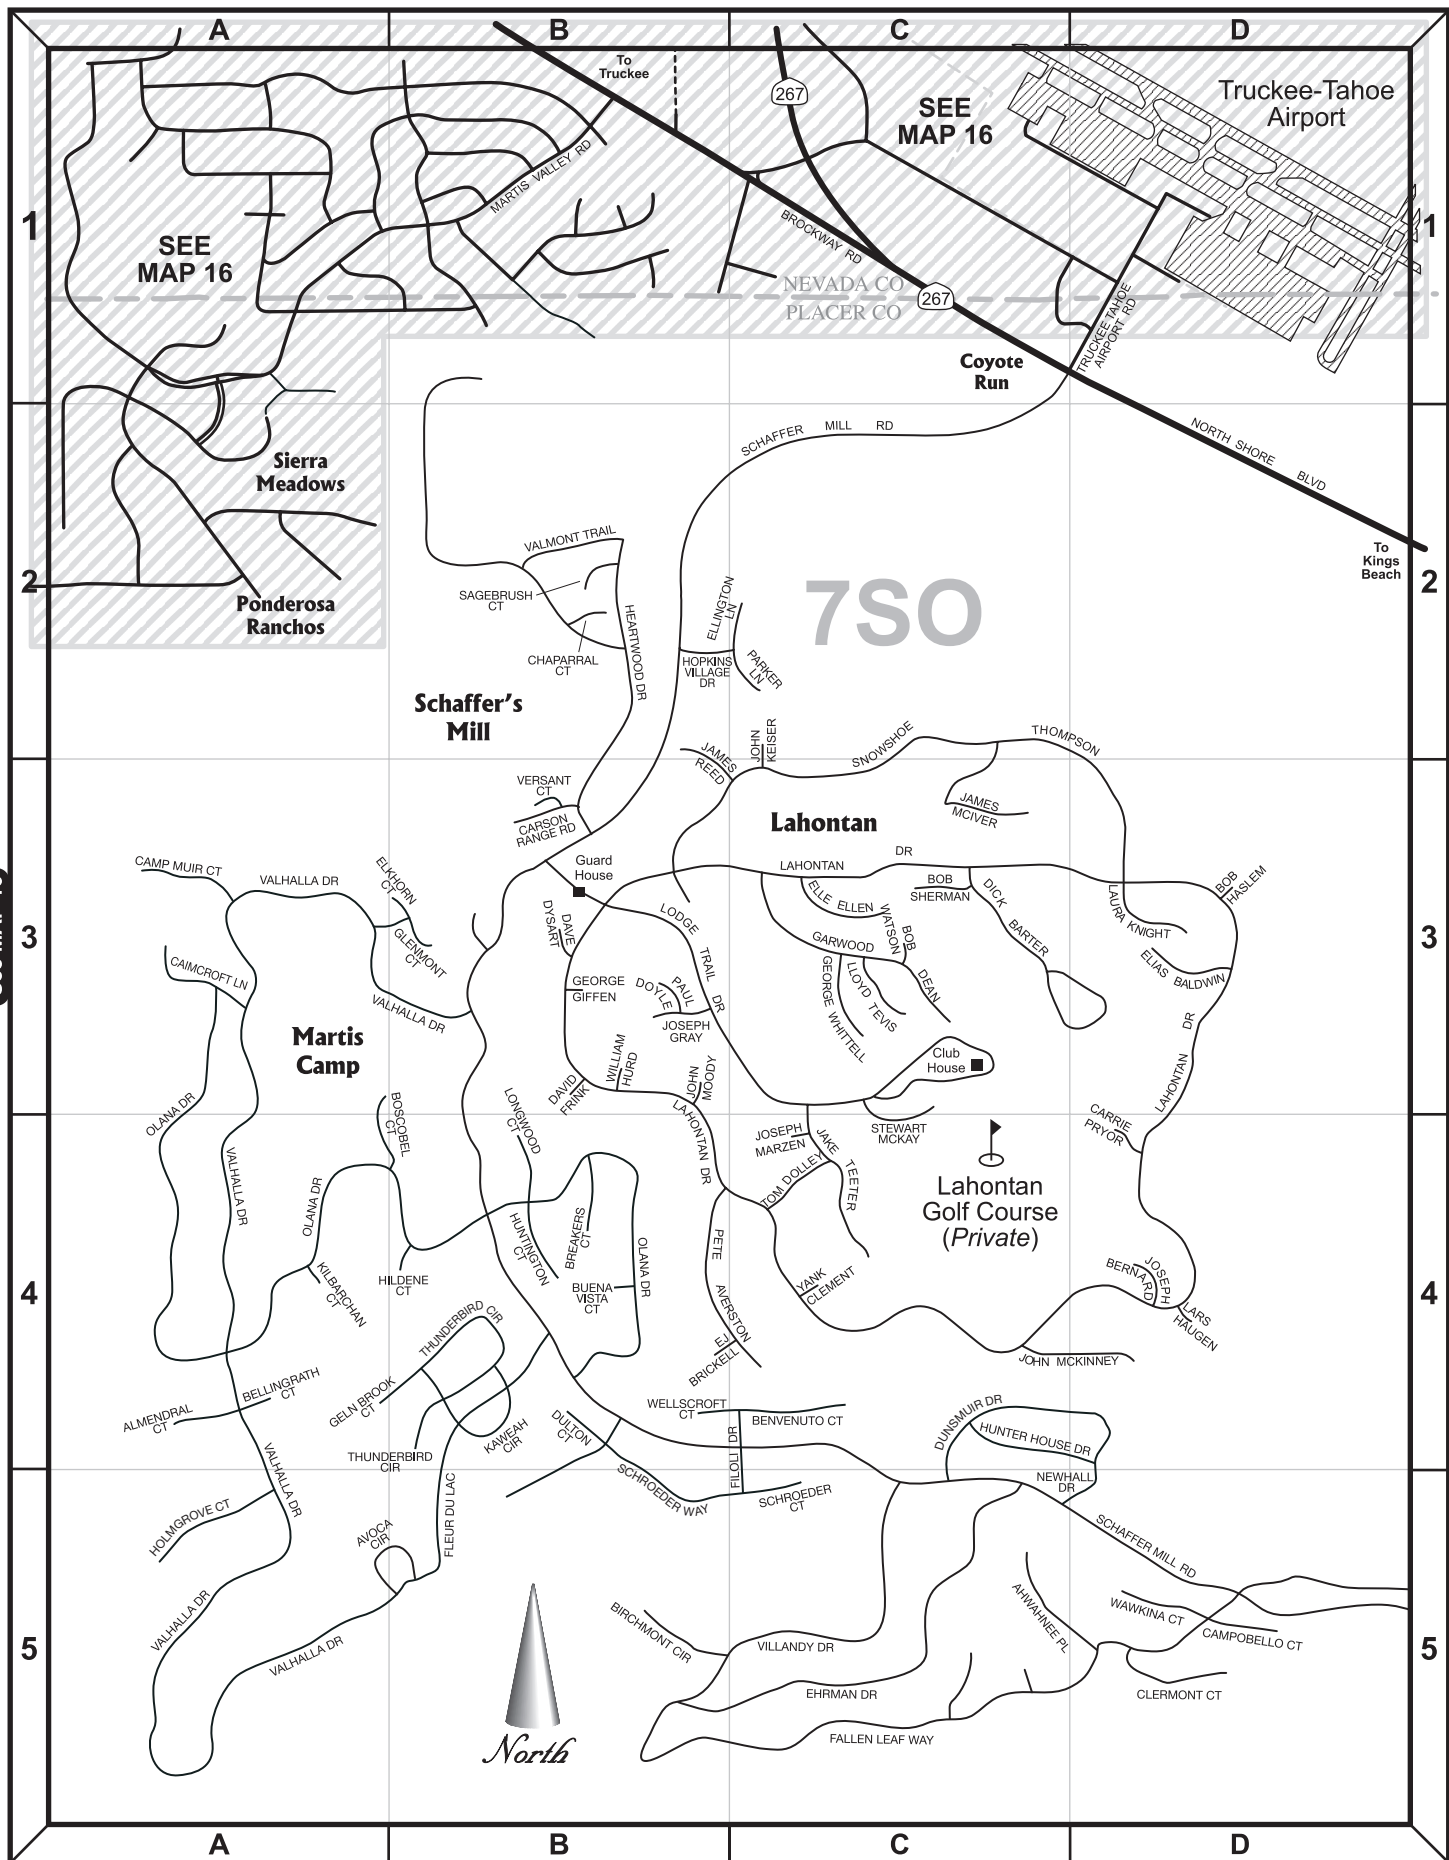 A
B
C
D
To
Truckee
267
SEE
MAP 16
Truckee-Tahoe
Airport
MARTIS VALLEY RD
1
SEE
MAP 16
BROCKWAY RD
1
NEVADA CO
PLACER CO
267
TRUCKEE TAHOE
AIRPORT RD
Coyote
Run
SCHAFFER MILL RD
NORTH SHORE BLVD
Sierra
Meadows
To
Kings
Beach
VALMONT TRAIL
2
SAGEBRUSH
CT
HEARTWOOD DR
ELLINGTON
LN
7SO
2
Ponderosa
Ranchos
CHAPARRAL
CT
HOPKINS
VILLAGE
DR
PARKER
LN
Schaffer's
Mill
JAMES
REED
JOHN
KEISER
SNOWSHOE
THOMPSON
VERSANT
CT
CARSON
RANGE RD
JAMES
MCIVER
Lahontan
CAMP MUIR CT
VALHALLA DR
ELKHORN
CT
Guard
House
LAHONTAN DR
BOB
SHERMAN
DICK BARTER
BOB
HASLEM
LAURA KNIGHT
ELLE ELLEN
3
GLENMONT
CT
DAVE
DYSART
LODGE TRAIL DR
GARWOOD
WATSON
BOB DEAN
3
CAIMCROFT LN
ELIAS BALDWIN
VALHALLA DR
GEORGE
GIFFEN
DOYLE
PAUL
JOSEPH
GRAY
GEORGE WHITTELL
LLOYD TEVIS
Martis
Camp
WILLIAM
HURD
DAVID
FRINK
JOHN
MOODY
Club
House
LAHONTAN DR
OLANA DR
BOSCOBEL
CT
LONGWOOD
CT
LAHONTAN DR
JOSEPH
MARZEN
JAKE TEETER
STEWART
MCKAY
CARRIE
PRYOR
VALHALLA DR
OLANA DR
TOM DOLLEY
Lahontan
Golf Course
(Private)
HUNTINGTON
CT
BREAKERS
CT
OLANA DR
PETE AVERSTON
4
KILBARCHAN
CT
HILDENE
CT
BUENA
VISTA
CT
YANK
CLEMENT
BERNARD
JOSEPH
LARS
HAUGEN
4
THUNDERBIRD CIR
EJ
BRICKELL
JOHN MCKINNEY
BELLINGRATH
CT
ALMENDRAL
CT
GELN BROOK
CT
KAWEAH
CIR
DULTON
CT
WELLSCROFT
CT
BENVENUTO CT
DUNSMUIR DR
HUNTER HOUSE DR
THUNDERBIRD
CIR
VALHALLA DR
FILOLI DR
NEWHALL
DR
SCHROEDER WAY
SCHROEDER
CT
HOLMGROVE CT
AVOCA
CIR
FLEUR DU LAC
SCHAFFER MILL RD
AHWAHNEE PL
WAWKINA CT
CAMPOBELLO CT
VALHALLA DR
VALHALLA DR
BIRCHMONT CIR
VILLANDY DR
5
5
EHRMAN DR
CLERMONT CT
FALLEN LEAF WAY
North
A
B
C
D